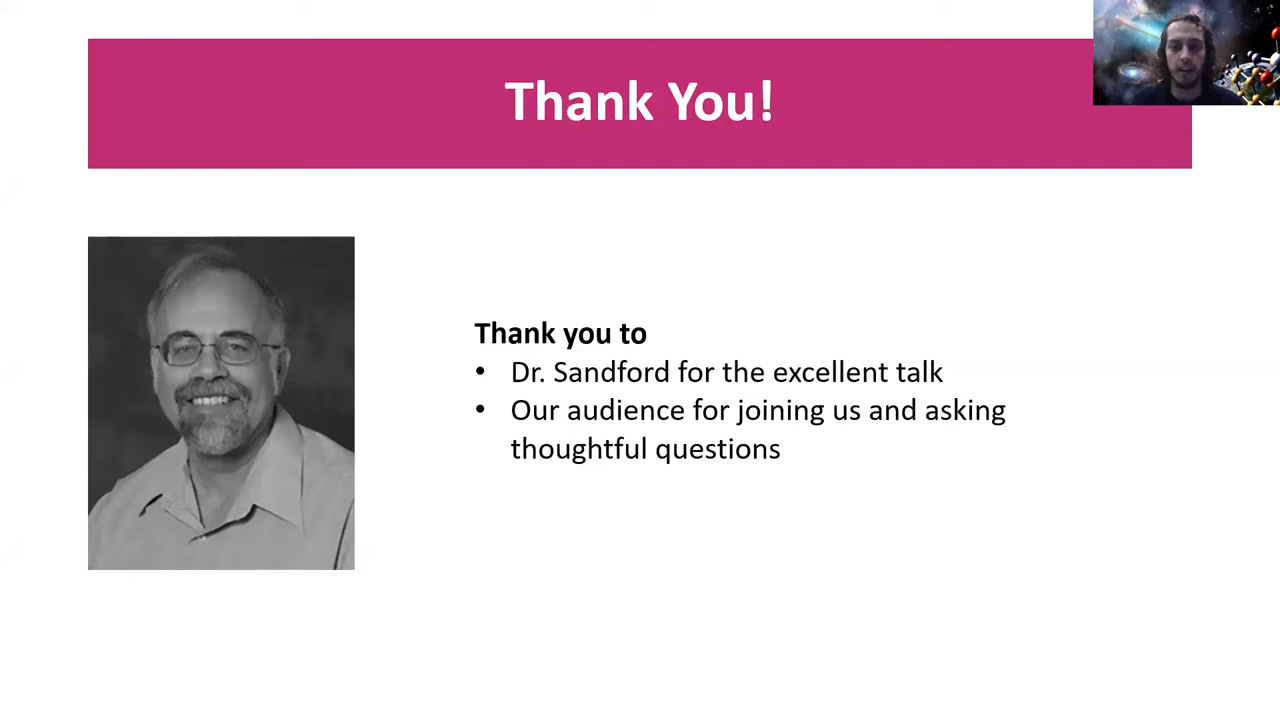 Thank You!
Thank you to
• Dr. Sandford for the excellent talk
• Our audience for joining us and asking
thoughtful questions